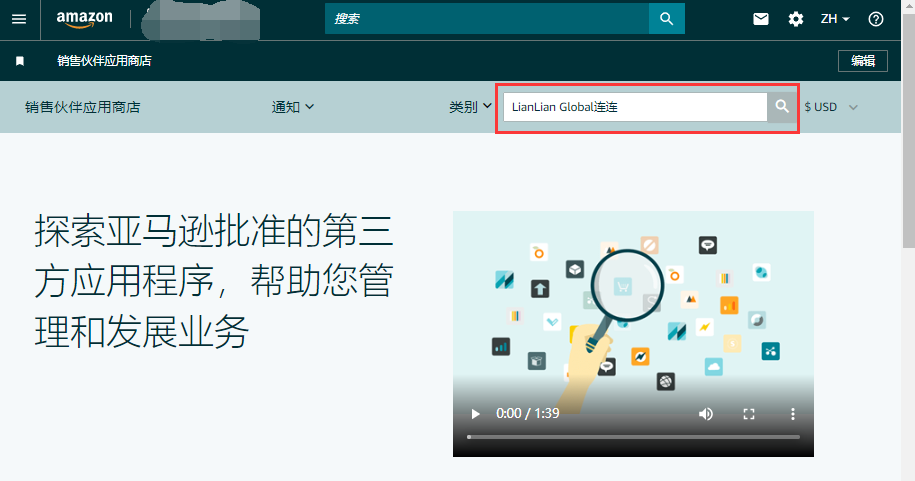 amazon
搜索
ZH
销售伙伴应用商店
编辑
销售伙伴应用商店
通知
类别
LianLian Global连连
$ USD
探索亚马逊批准的第三
方应用程序，帮助您管
理和发展业务
0:00 / 1:39